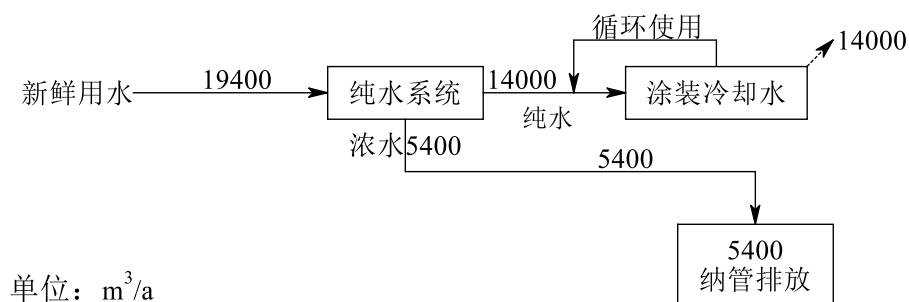 循环使用
14000
新鲜用水
19400
纯水系统
14000
纯水
涂装冷却水
浓水5400
5400
5400
纳管排放
单位：m³/a